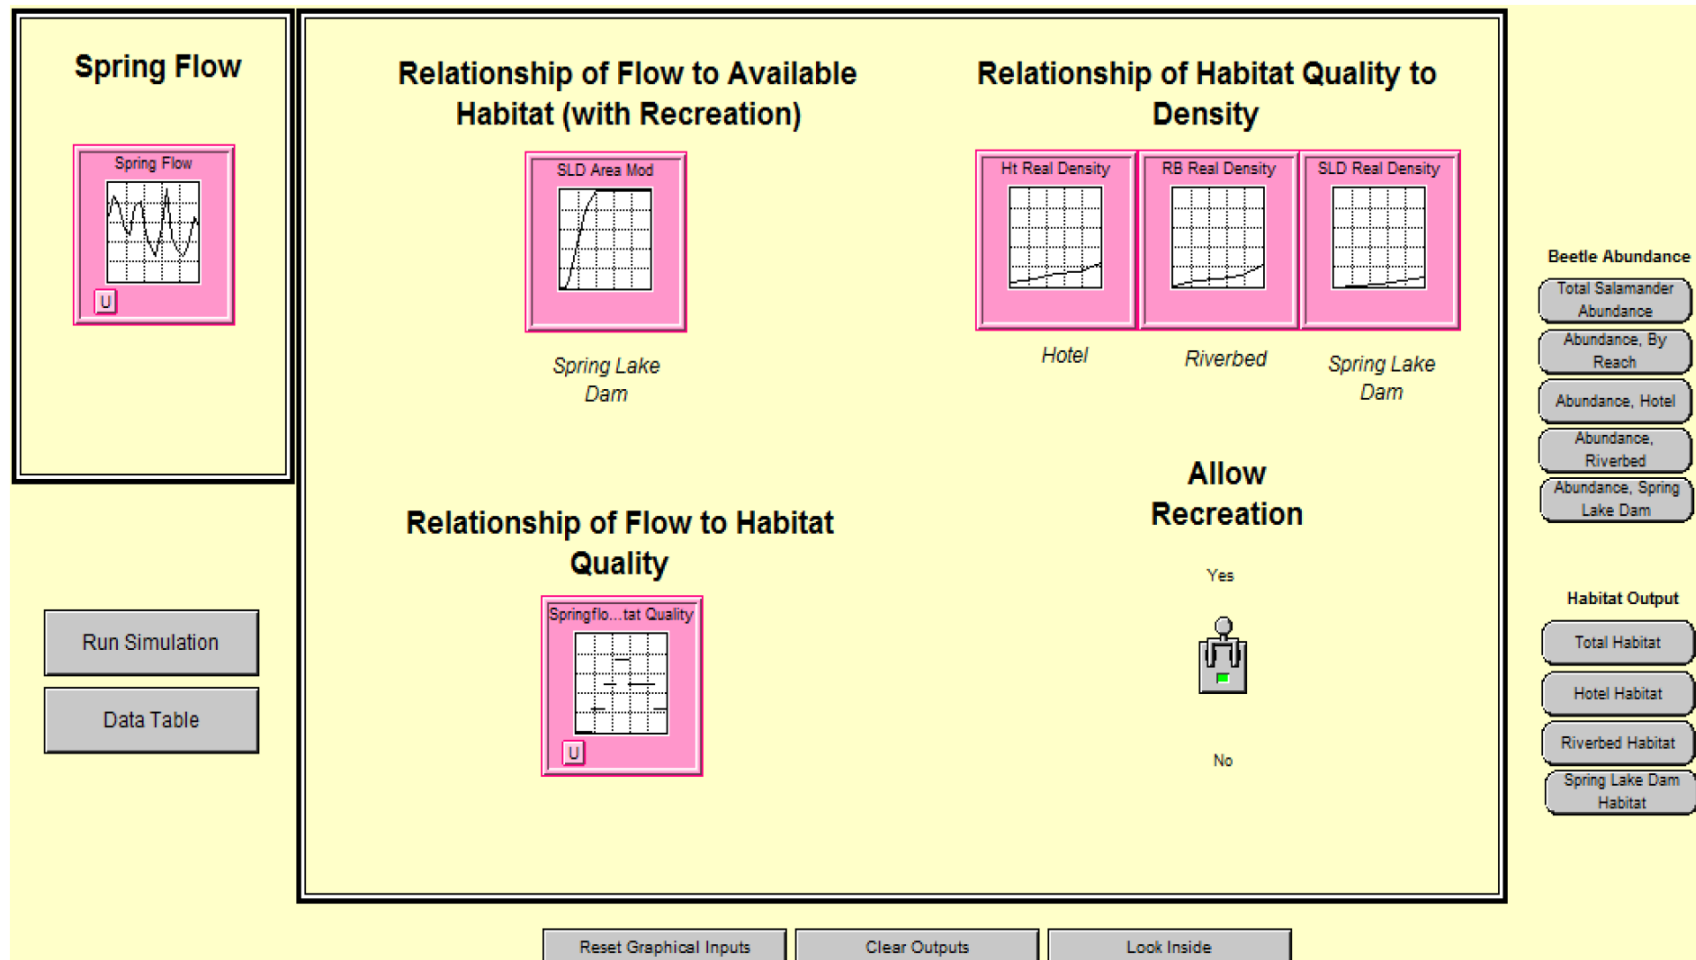 Spring Flow
Spring Flow
U
Run Simulation
Data Table
Relationship of Flow to Available
Habitat (with Recreation)
SLD Area Mod
Spring Lake
Dam
Relationship of Habitat Quality to
Density
Ht Real Density
RB Real Density
SLD Real Density
Hotel
Riverbed
Spring Lake
Dam
Relationship of Flow to Habitat
Quality
Springflo...tat Quality
U
Allow
Recreation
Yes
No
Beetle Abundance
Total Salamander
Abundance
Abundance, By
Reach
Abundance, Hotel
Abundance,
Riverbed
Abundance, Spring
Lake Dam
Habitat Output
Total Habitat
Hotel Habitat
Riverbed Habitat
Spring Lake Dam
Habitat
Reset Graphical Inputs
Clear Outputs
Look Inside